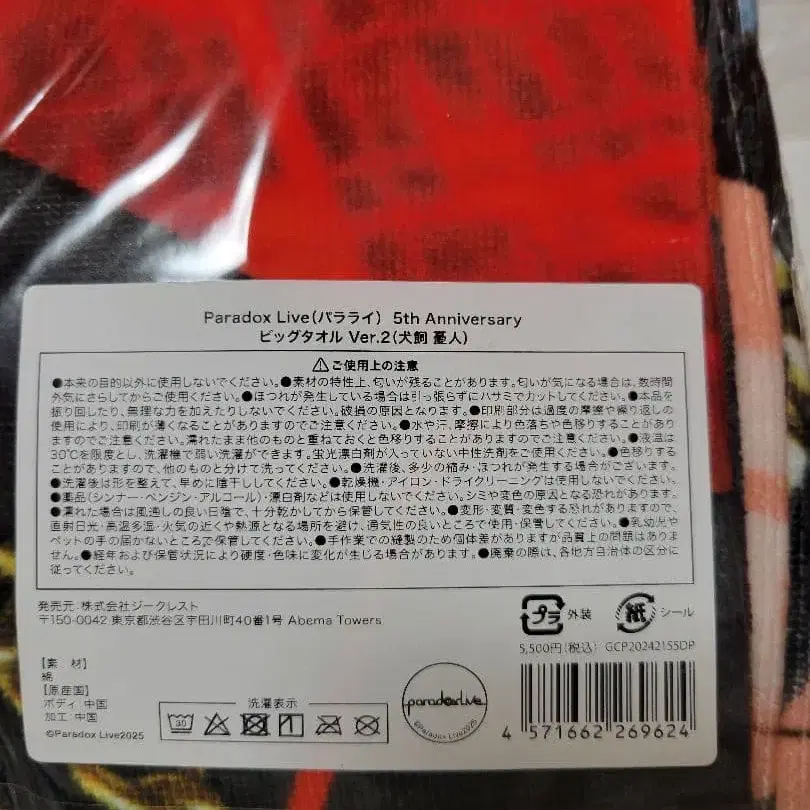 Paradox Live(パラライ) 5th Anniversary
ビッグタオル Ver.2(犬飼 憂人)
⚠ご使用上の注意
●本来の目的以外に使用しないでください。●素材の特性上、匂いが残ることがあります。匂いが気になる場合は、数時間
外気にさらしてからご使用ください。●ほつれが発生している場合は引っ張らずにハサミでカットしてください。●本品を
振り回したり、無理な力を加えたりしないでください。破損の原因となります。●印刷部分は過度の摩擦や繰り返しの
使用により、印刷が薄くなることがありますのでご注意ください。●水や汗、摩擦により色落ちや色移りすることがあり
ますのでご注意ください。濡れたまま他のものと重ねておくと色移りすることがありますのでご注意ください。●液温は
30℃を限度とし、洗濯機で弱い洗濯ができます。蛍光漂白剤が入っていない中性洗剤をご使用ください。●色移りするこ
とがありますので、他のものと分けて洗ってください。●洗濯後、多少の縮み・ほつれが発生する場合がございます。
●洗濯後は形を整えて、早めに陰干ししてください。●乾燥機・アイロン・ドライクリーニングは使用しないでください。
●薬品(シンナー・ベンジン・アルコール)・漂白剤などは使用しないでください。シミや変色の原因となる恐れがあります。
●濡れた場合は風通しの良い日陰で、十分乾かしてから保管してください。●変形・変質・変色する恐れがありますので、
直射日光・高温多湿・火気の近くや熱源となる場所を避け、通気性の良いところで使用・保管してください。●乳幼児や
ペットの手の届かないところで保管してください。●手作業での縫製のため個体差がありますが品質上の問題はありま
せん。●経年および保管状況により硬度・色味に変化が生じる場合があります。●廃棄の際は、各地方自治体の区分に
従ってください。
発売元:株式会社ジークレスト
〒150-0042 東京都渋谷区宇田川町40番1号 Abema Towers
プラ 外装 紙 シール
5,500円(税込) GCP20242155DP
【素 材】
綿
【原産国】
ボディ 中国
加工 中国
©Paradox Live2025
洗濯表示
30
paradoxlive
©Paradox Live2025
4 571662 269624